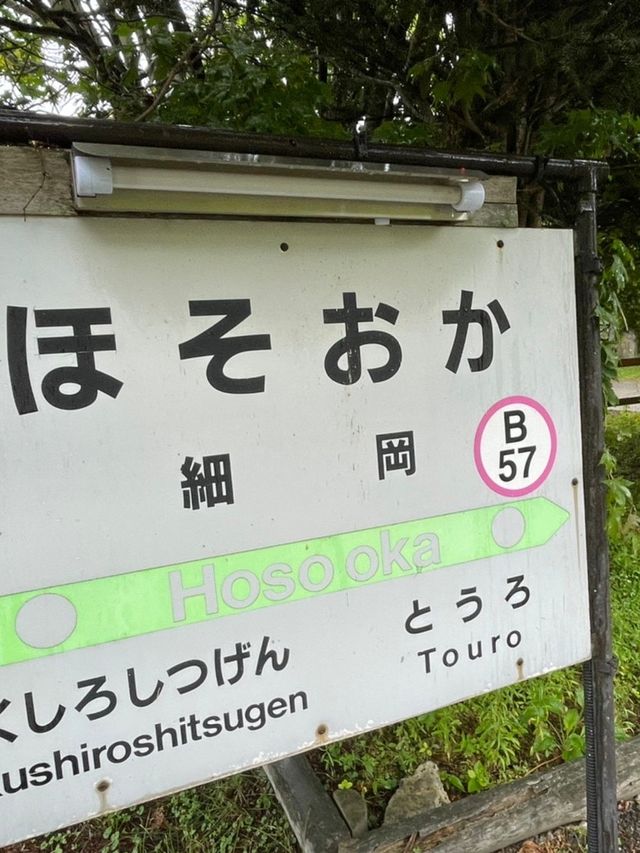 ほそおか
細岡
B
57
Hosooka
くしろしつげん
とうろ
ushiroshitsugen
Touro